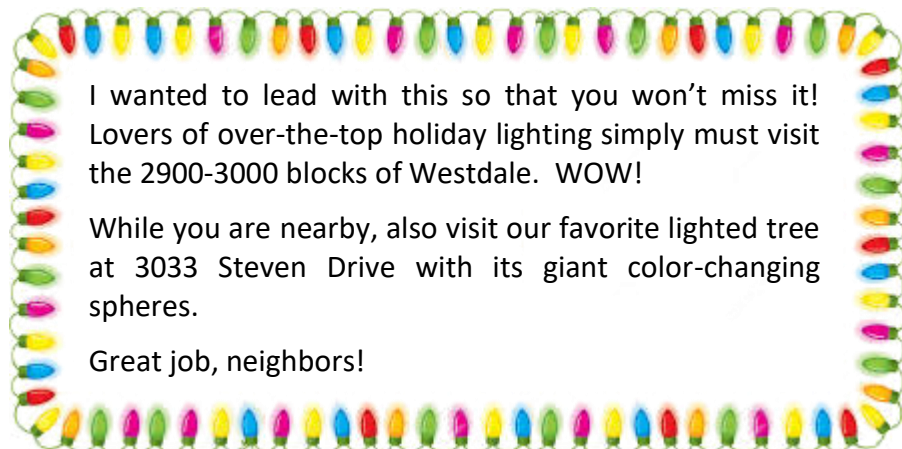 I wanted to lead with this so that you won’t miss it!
Lovers of over-the-top holiday lighting simply must visit
the 2900-3000 blocks of Westdale.  WOW!
While you are nearby, also visit our favorite lighted tree
at 3033 Steven Drive with its giant color-changing
spheres.
Great job, neighbors!